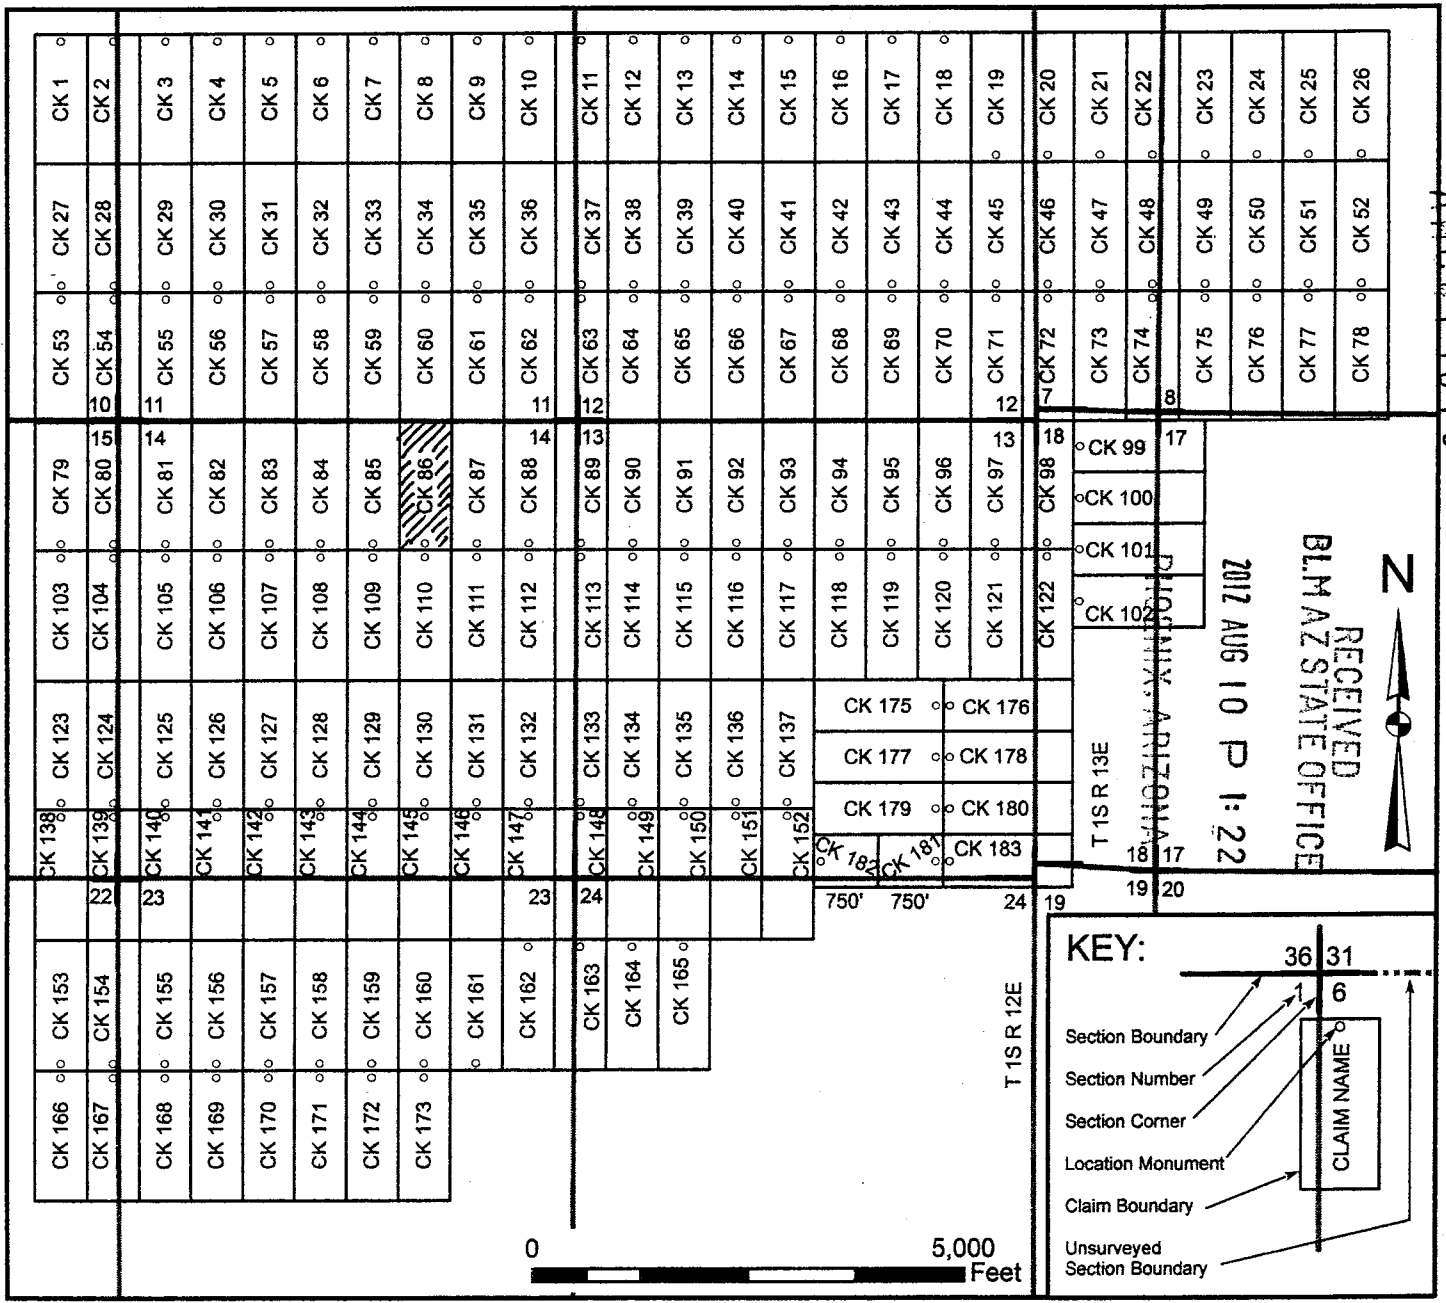 CK 1 CK 2 CK 3 CK 4 CK 5 CK 6 CK 7 CK 8 CK 9 CK 10 CK 11 CK 12 CK 13 CK 14 CK 15 CK 16 CK 17 CK 18 CK 19 CK 20 CK 21 CK 22 CK 23 CK 24 CK 25 CK 26
CK 27 CK 28 CK 29 CK 30 CK 31 CK 32 CK 33 CK 34 CK 35 CK 36 CK 37 CK 38 CK 39 CK 40 CK 41 CK 42 CK 43 CK 44 CK 45 CK 46 CK 47 CK 48 CK 49 CK 50 CK 51 CK 52
CK 53 CK 54 CK 55 CK 56 CK 57 CK 58 CK 59 CK 60 CK 61 CK 62 CK 63 CK 64 CK 65 CK 66 CK 67 CK 68 CK 69 CK 70 CK 71 CK 72 CK 73 CK 74 CK 75 CK 76 CK 77 CK 78
10 11 11 12 12 7 8
15 14 14 13 13 18 17
CK 79 CK 80 CK 81 CK 82 CK 83 CK 84 CK 85 CK 86 CK 87 CK 88 CK 89 CK 90 CK 91 CK 92 CK 93 CK 94 CK 95 CK 96 CK 97 CK 98 CK 99
CK 100
CK 101
CK 102
CK 103 CK 104 CK 105 CK 106 CK 107 CK 108 CK 109 CK 110 CK 111 CK 112 CK 113 CK 114 CK 115 CK 116 CK 117 CK 118 CK 119 CK 120 CK 121 CK 122
CK 123 CK 124 CK 125 CK 126 CK 127 CK 128 CK 129 CK 130 CK 131 CK 132 CK 133 CK 134 CK 135 CK 136 CK 137
CK 175 CK 176
CK 177 CK 178
CK 179 CK 180
CK 182 CK 181 CK 183
CK 138 CK 139 CK 140 CK 141 CK 142 CK 143 CK 144 CK 145 CK 146 CK 147 CK 148 CK 149 CK 150 CK 151 CK 152
18 17
22 23 23 24 750' 750' 24 19 19 20
CK 153 CK 154 CK 155 CK 156 CK 157 CK 158 CK 159 CK 160 CK 161 CK 162 CK 163 CK 164 CK 165
CK 166 CK 167 CK 168 CK 169 CK 170 CK 171 CK 172 CK 173
T 1S R 13E
T 1S R 12E
N
RECEIVED
BLM AZ STATE OFFICE
2012 AUG 10 P 1:22
PHOENIX, ARIZONA
KEY:
36 31
1 6
Section Boundary
Section Number
Section Corner
Location Monument
Claim Boundary
Unsurveyed
Section Boundary
CLAIM NAME
0 5,000
Feet